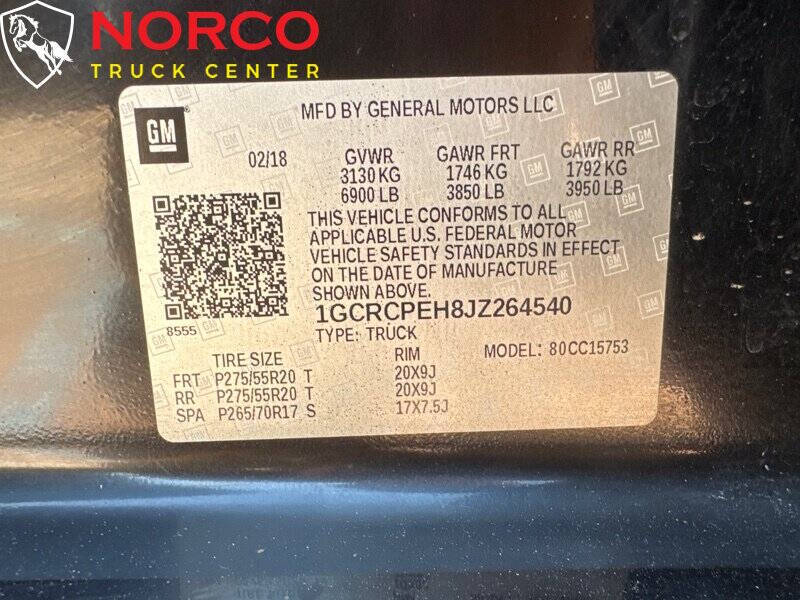 NORCO
TRUCK CENTER
GM
MFD BY GENERAL MOTORS LLC
02/18 GVWR GAWR FRT GAWR RR
3130 KG 1746 KG 1792 KG
6900 LB 3850 LB 3950 LB
THIS VEHICLE CONFORMS TO ALL
APPLICABLE U.S. FEDERAL MOTOR
VEHICLE SAFETY STANDARDS IN EFFECT
ON THE DATE OF MANUFACTURE
SHOWN ABOVE.
8555 1GCRCPEH8JZ264540
TYPE: TRUCK MODEL: 80CC15753
TIRE SIZE RIM
FRT P275/55R20 T 20X9J
RR P275/55R20 T 20X9J
SPA P265/70R17 S 17X7.5J